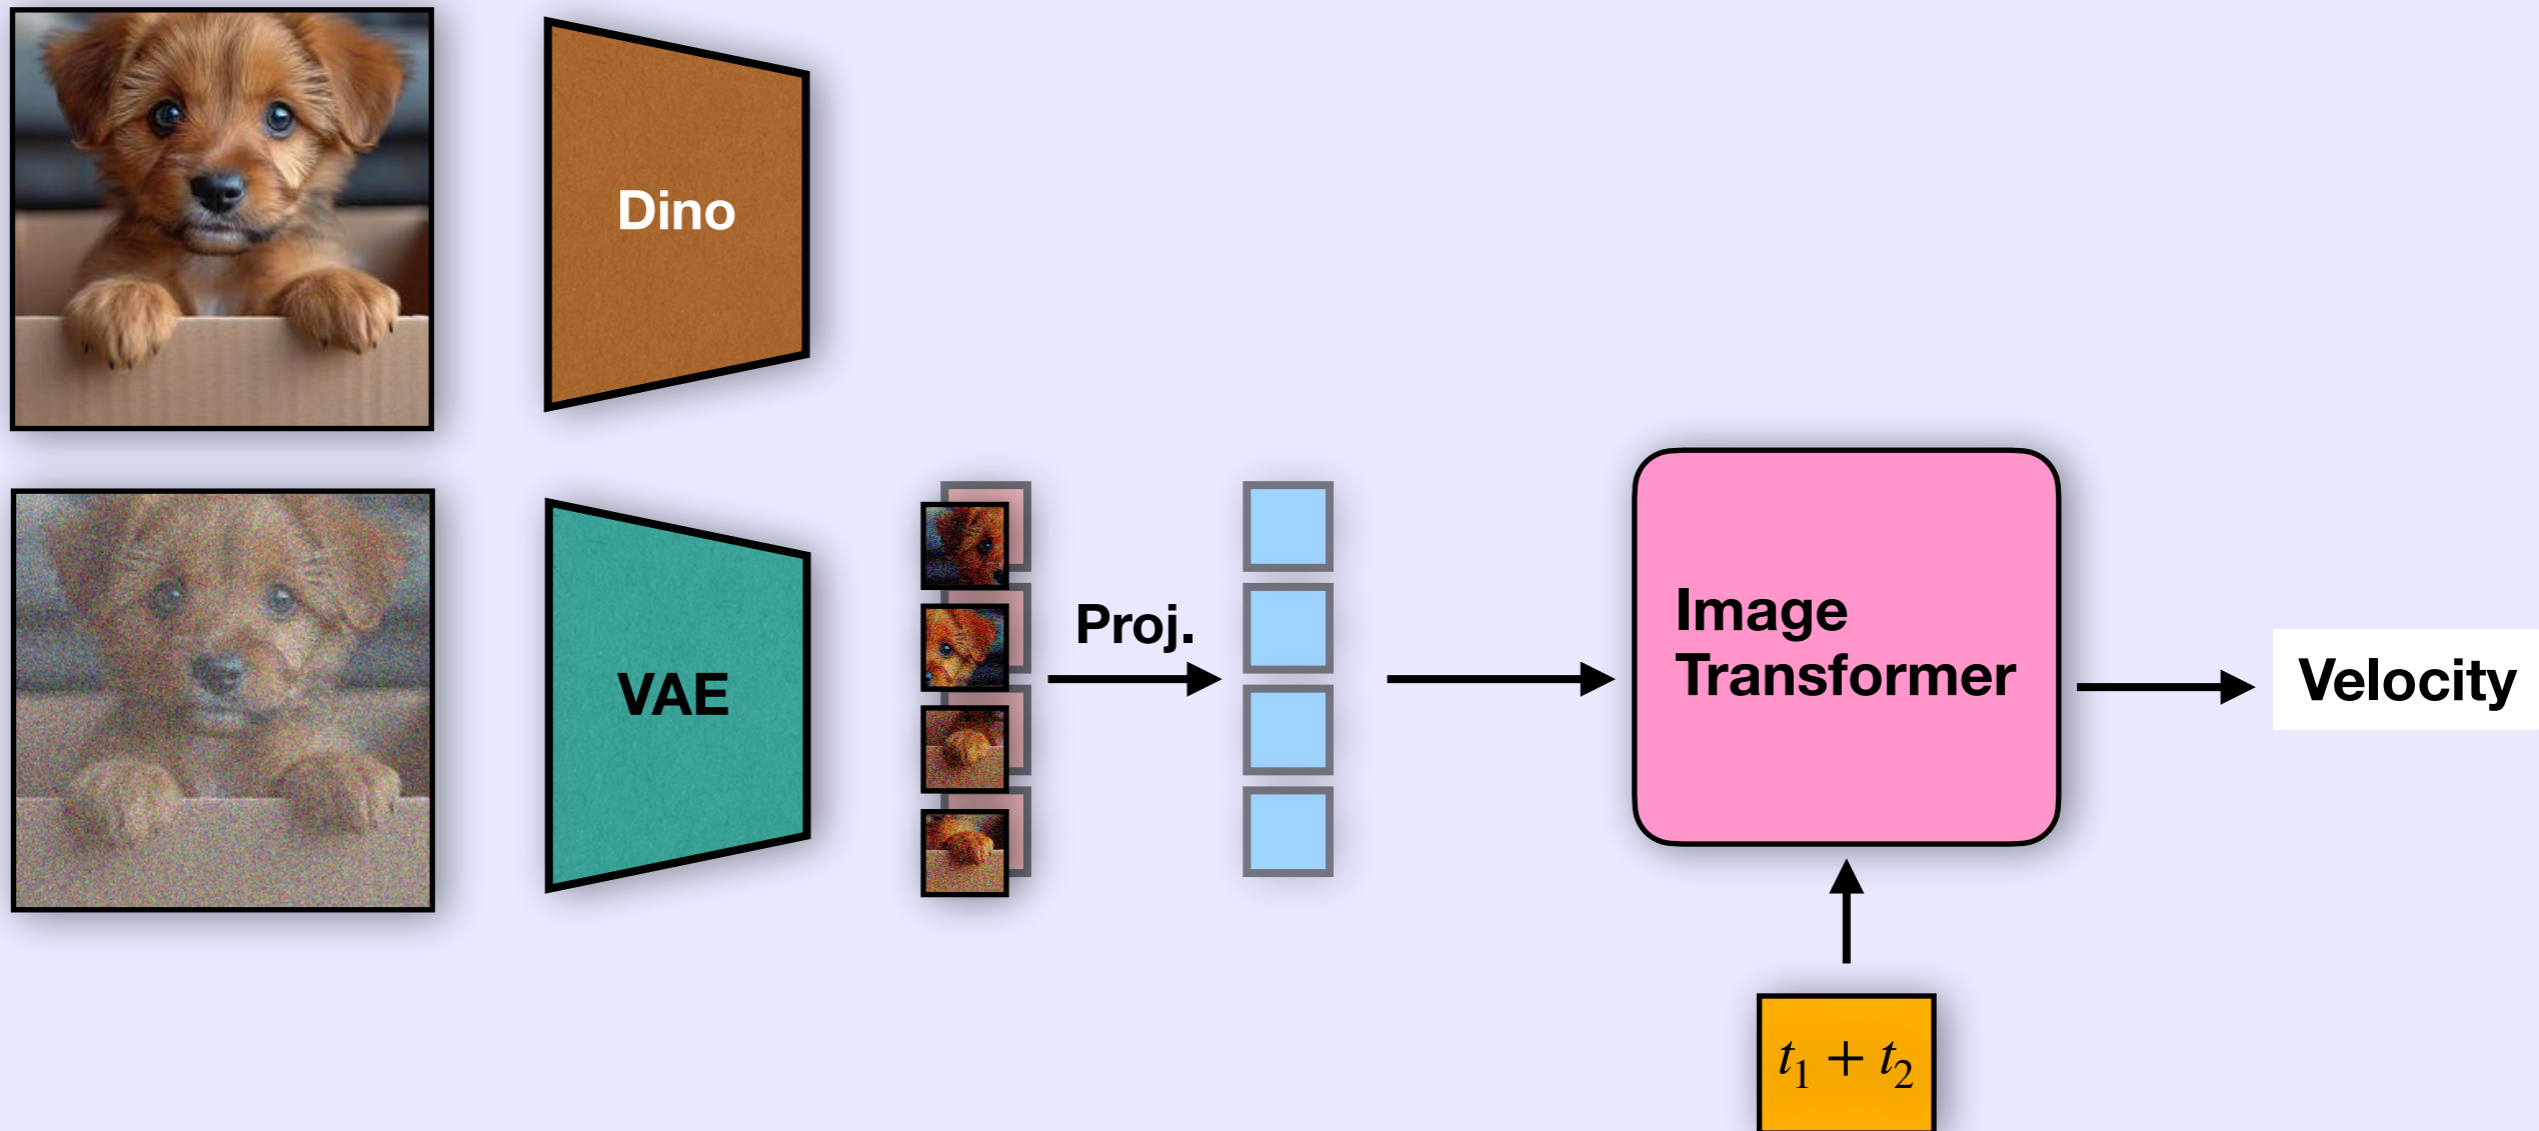 Dino
VAE
Proj.
Image
Transformer
Velocity
t₁ + t₂